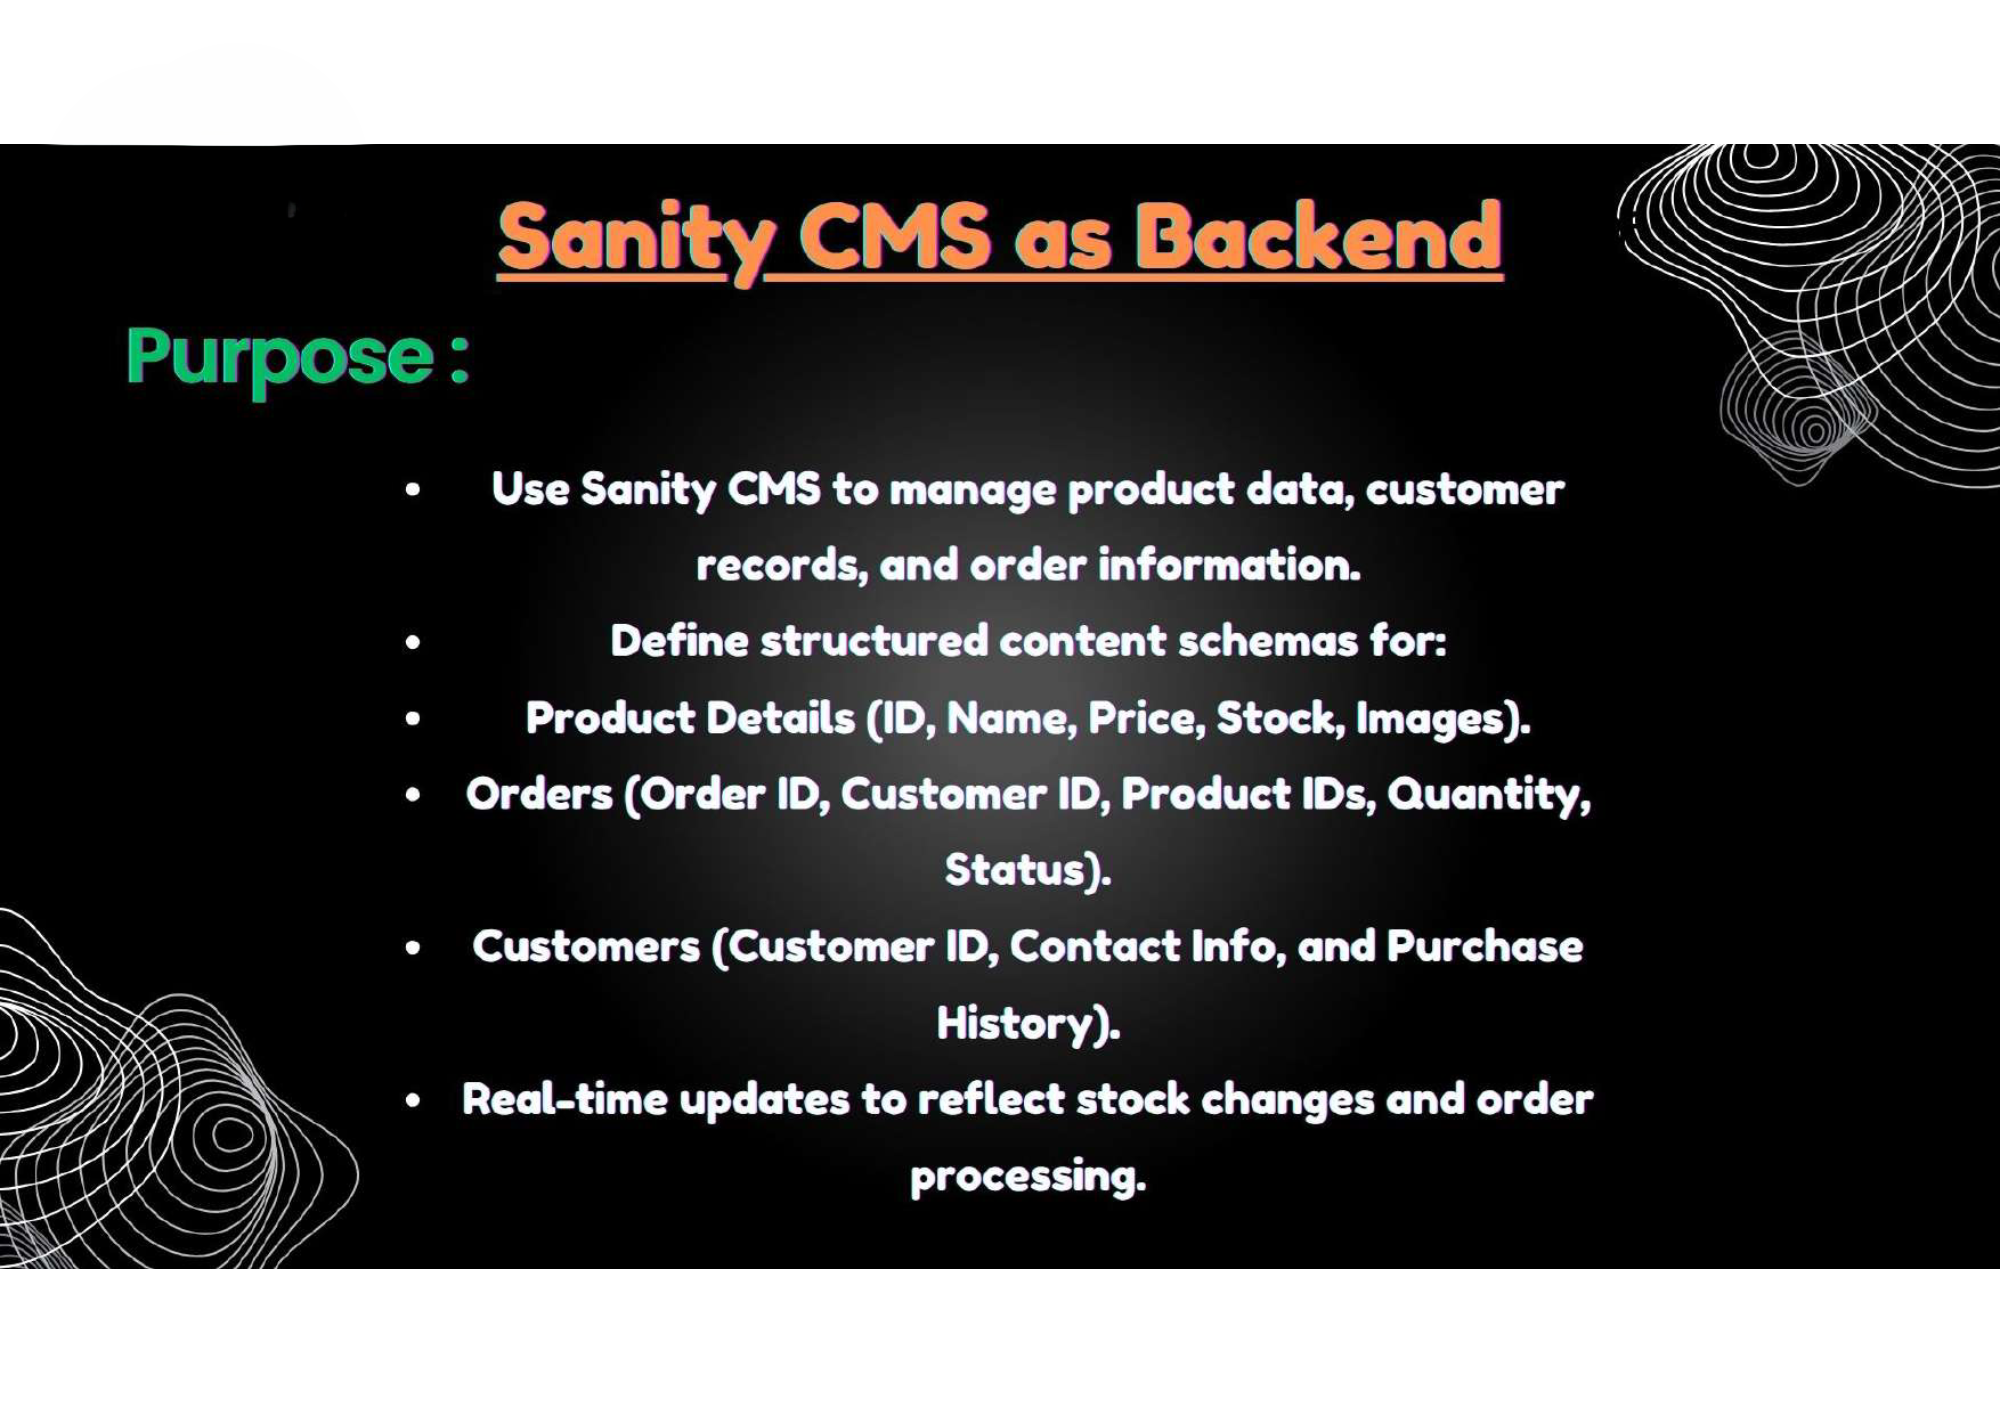 Sanity CMS as Backend
Purpose :
• Use Sanity CMS to manage product data, customer
records, and order information.
• Define structured content schemas for:
• Product Details (ID, Name, Price, Stock, Images).
• Orders (Order ID, Customer ID, Product IDs, Quantity,
Status).
• Customers (Customer ID, Contact Info, and Purchase
History).
• Real-time updates to reflect stock changes and order
processing.